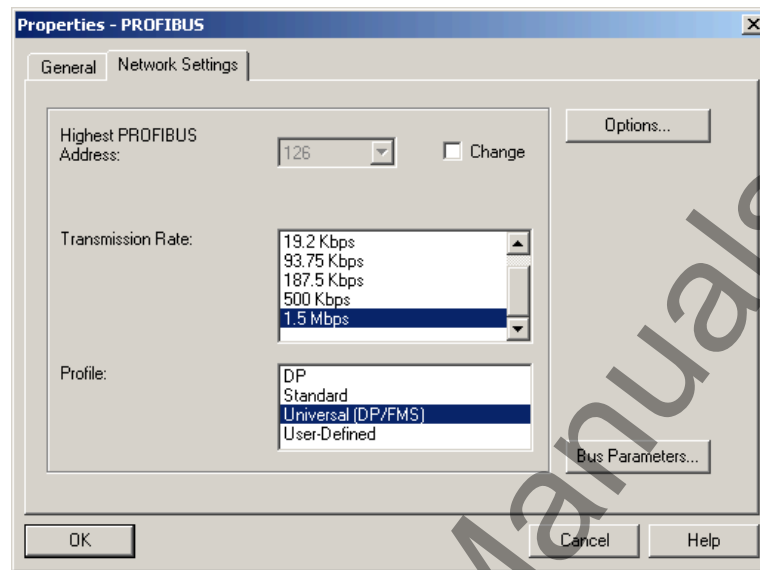 Properties - PROFIBUS
General Network Settings
Highest PROFIBUS
Address:
126
Change
Options...
Transmission Rate:
19.2 Kbps
93.75 Kbps
187.5 Kbps
500 Kbps
1.5 Mbps
Profile:
DP
Standard
Universal (DP/FMS)
User-Defined
Bus Parameters...
OK Cancel Help
Manuals